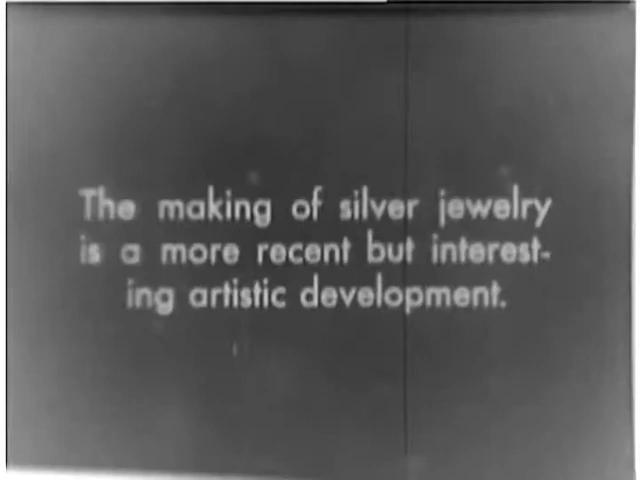 The making of silver jewelry
is a more recent but interest-
ing artistic development.